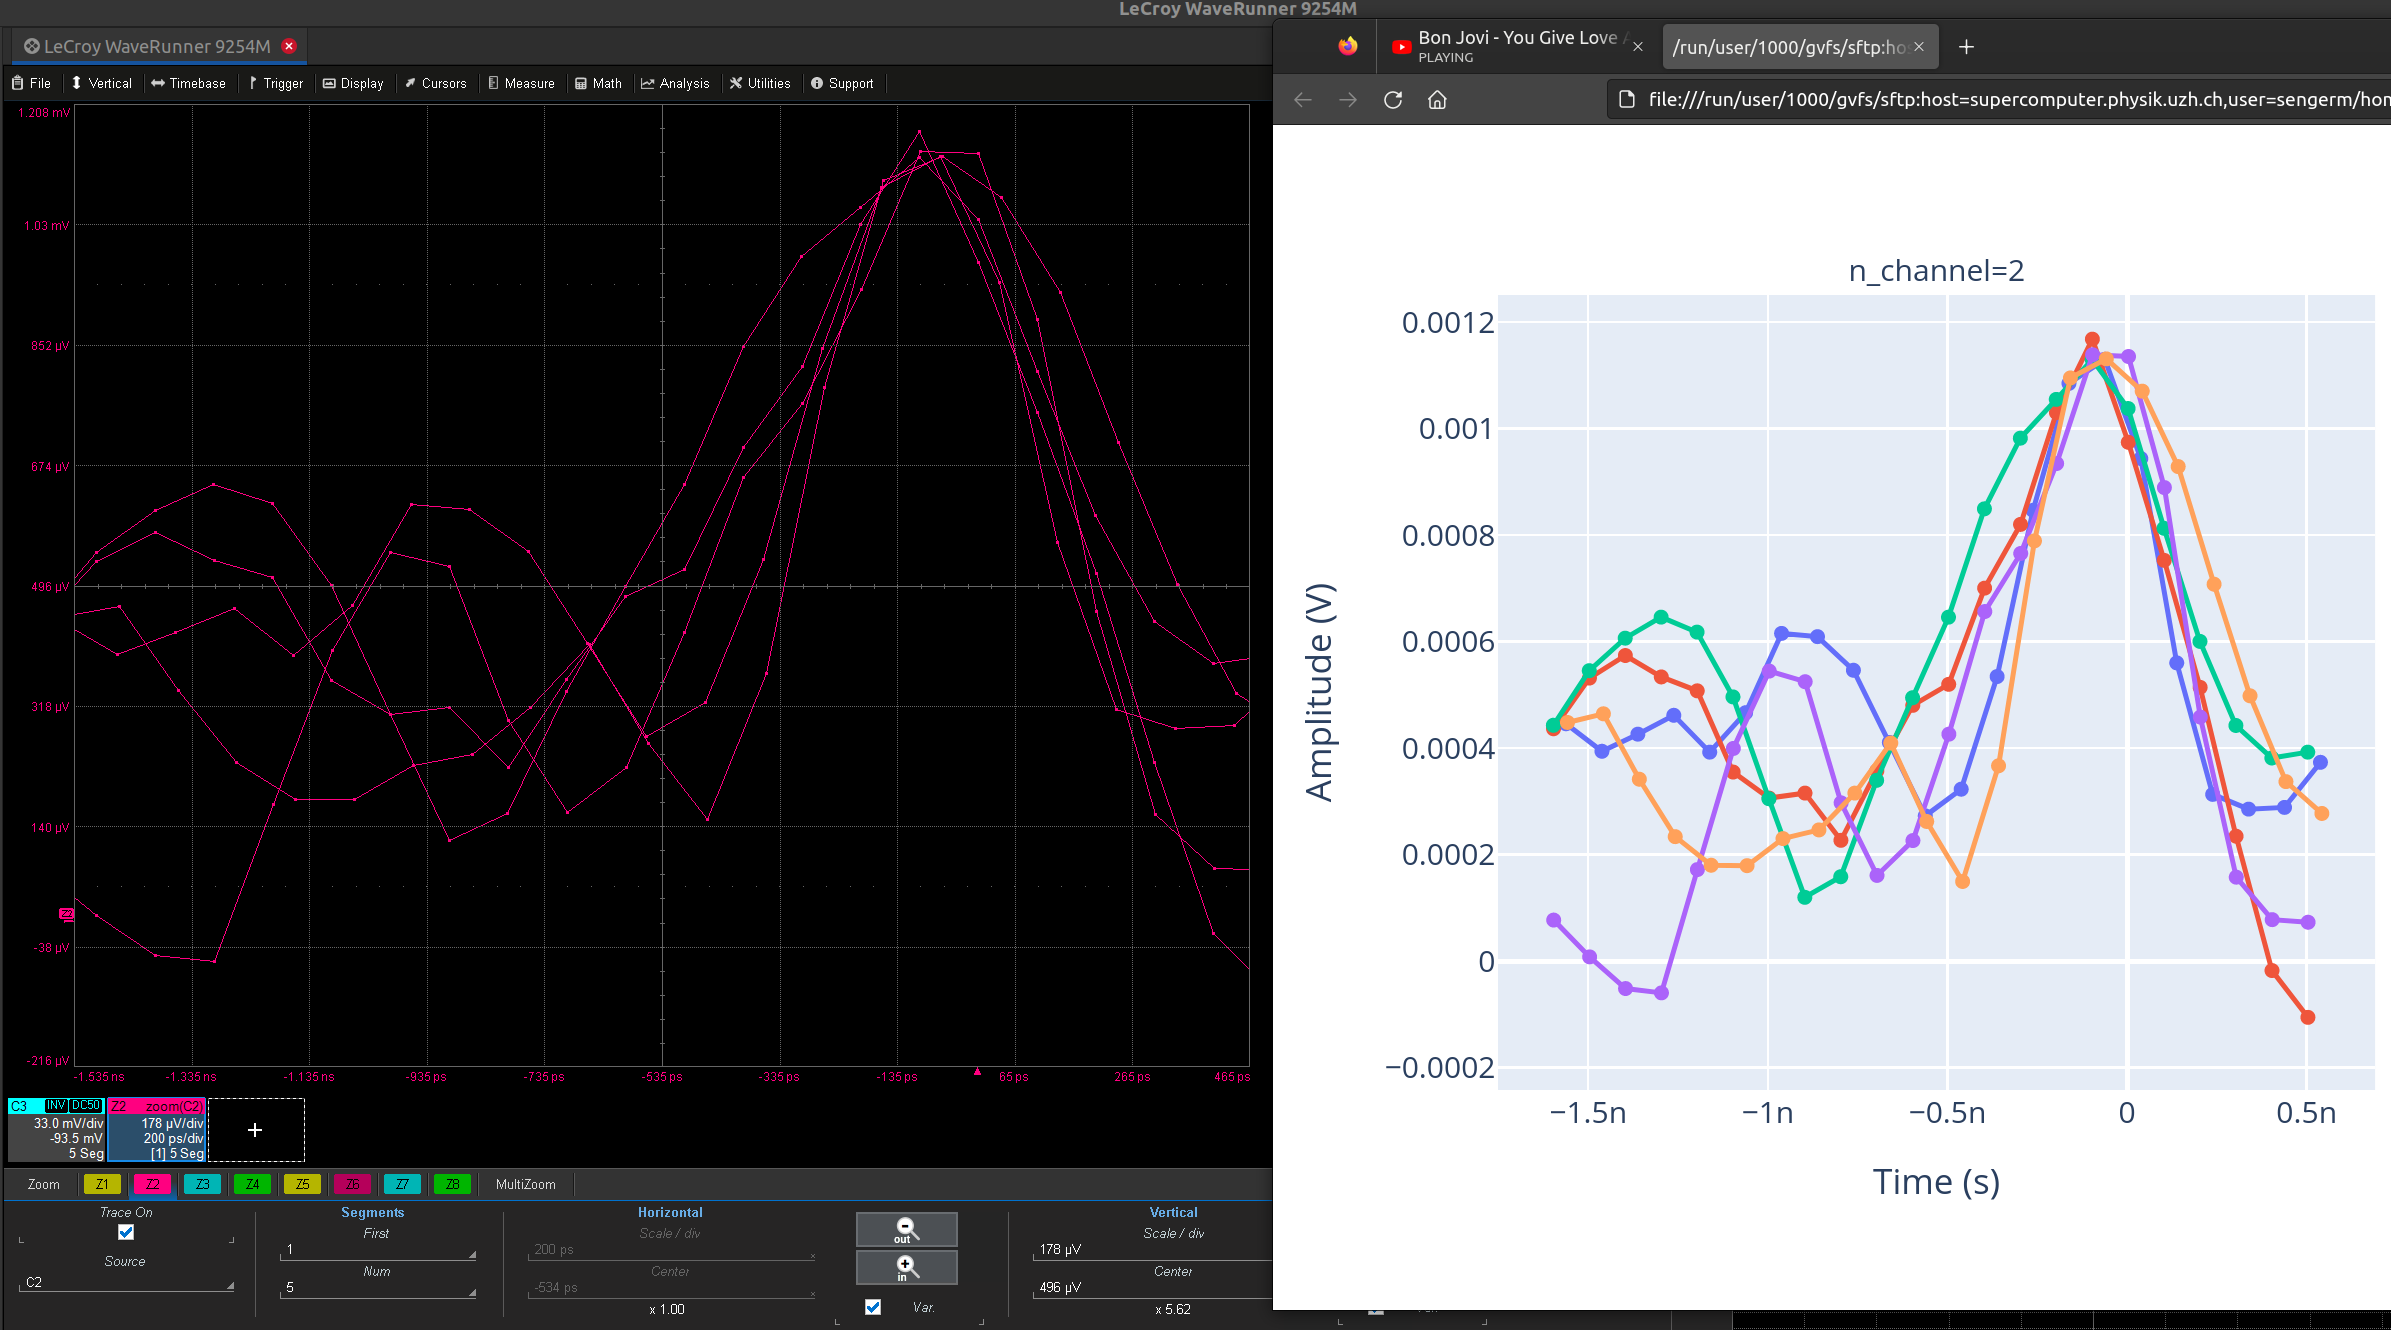 LeCroy WaveRunner 9254M
LeCroy WaveRunner 9254M
File Vertical Timebase Trigger Display Cursors Measure Math Analysis Utilities Support
1.208 mV
1.03 mV
852 µV
674 µV
496 µV
318 µV
140 µV
-38 µV
-216 µV
Z2
-1.535 ns -1.335 ns -1.135 ns -935 ps -735 ps -535 ps -335 ps -135 ps 65 ps 265 ps 465 ps
C3 INV DC50
33.0 mV/div
-93.5 mV
5 Seg
Z2 zoom(C2)
178 µV/div
200 ps/div
[1] 5 Seg
+
Zoom Z1 Z2 Z3 Z4 Z5 Z6 Z7 Z8 MultiZoom
Trace On
Source
C2
Segments
First
1
Num
5
Horizontal
Scale / div
200 ps
Center
-534 ps
x 1.00
out
in
Var.
Vertical
Scale / div
178 µV
Center
496 µV
x 5.62
Bon Jovi - You Give Love
PLAYING
/run/user/1000/gvfs/sftp:ho
file:///run/user/1000/gvfs/sftp:host=supercomputer.physik.uzh.ch,user=sengerm/hon
n_channel=2
0.0012
0.001
0.0008
0.0006
0.0004
0.0002
0
−0.0002
Amplitude (V)
−1.5n −1n −0.5n 0 0.5n
Time (s)